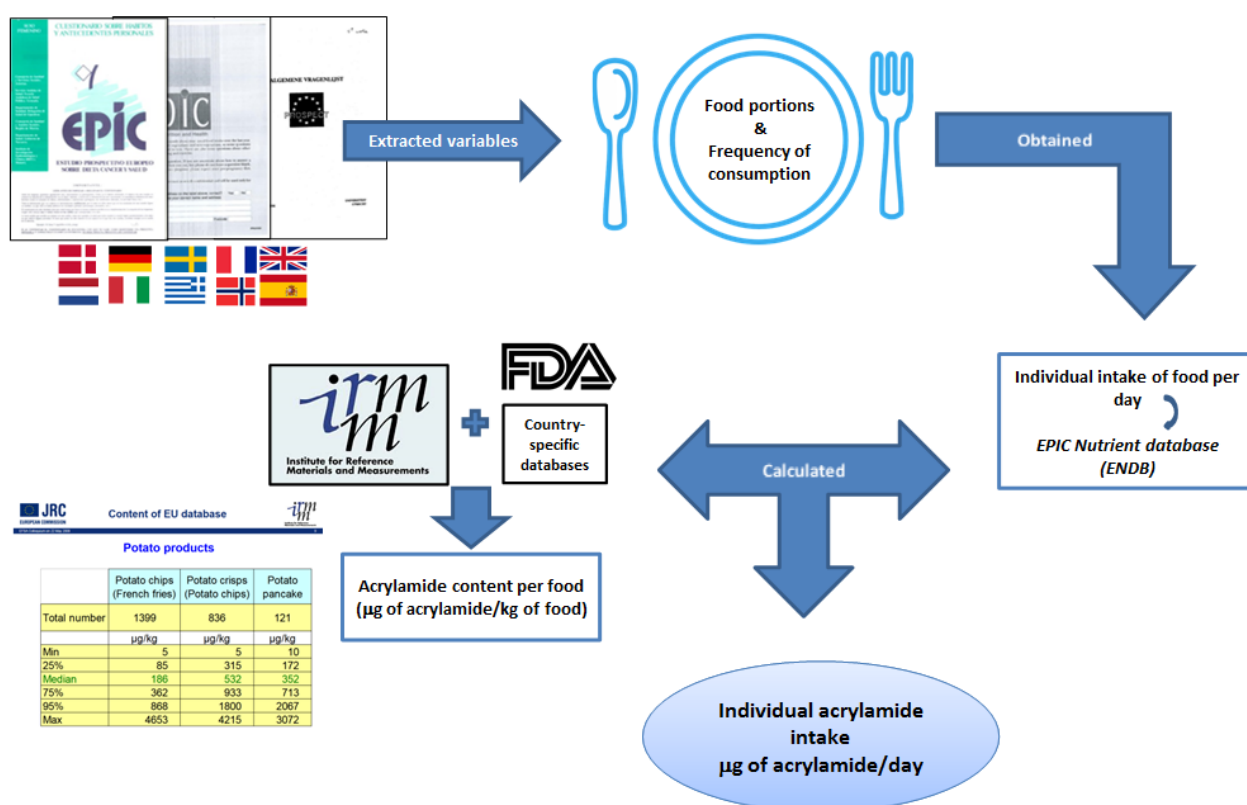 CUESTIONARIO SOBRE HABITOS
Y ANTECEDENTES PERSONALES
EPIC
ESTUDIO PROSPECTIVO EUROPEO
SOBRE DIETA CANCER Y SALUD
ALGEMENE VRAGENLIJST
PROSPECT
Extracted variables
Food portions
&
Frequency of
consumption
Obtained
Individual intake of food per
day
EPIC Nutrient database
(ENDB)
irmm
Institute for Reference
Materials and Measurements
FDA
Country-
specific
databases
Calculated
JRC
EUROPEAN COMMISSION
Content of EU database
irmm
Potato products
Potato chips
(French fries)
Potato crisps
(Potato chips)
Potato
pancake
Total number 1399 836 121
µg/kg µg/kg µg/kg
Min 5 5 10
25% 85 315 172
Median 186 532 352
75% 362 933 713
95% 868 1800 2067
Max 4653 4215 3072
Acrylamide content per food
(µg of acrylamide/kg of food)
Individual acrylamide
intake
µg of acrylamide/day